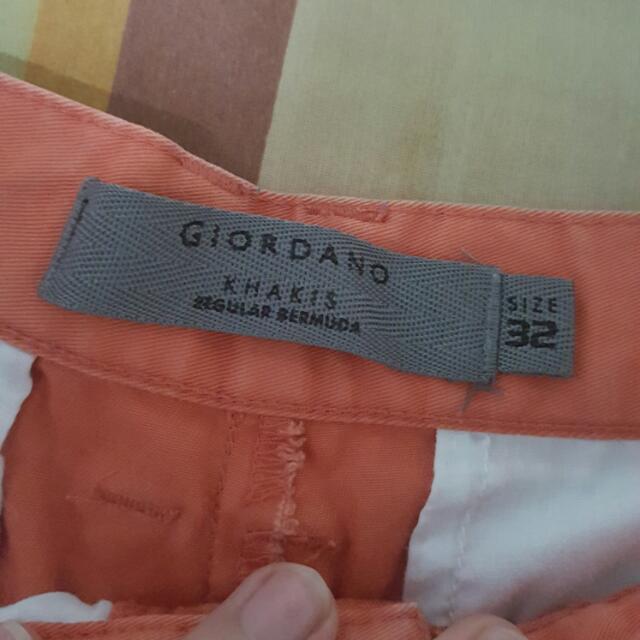 GIORDANO
KHAKIS
REGULAR BERMUDA
SIZE
32